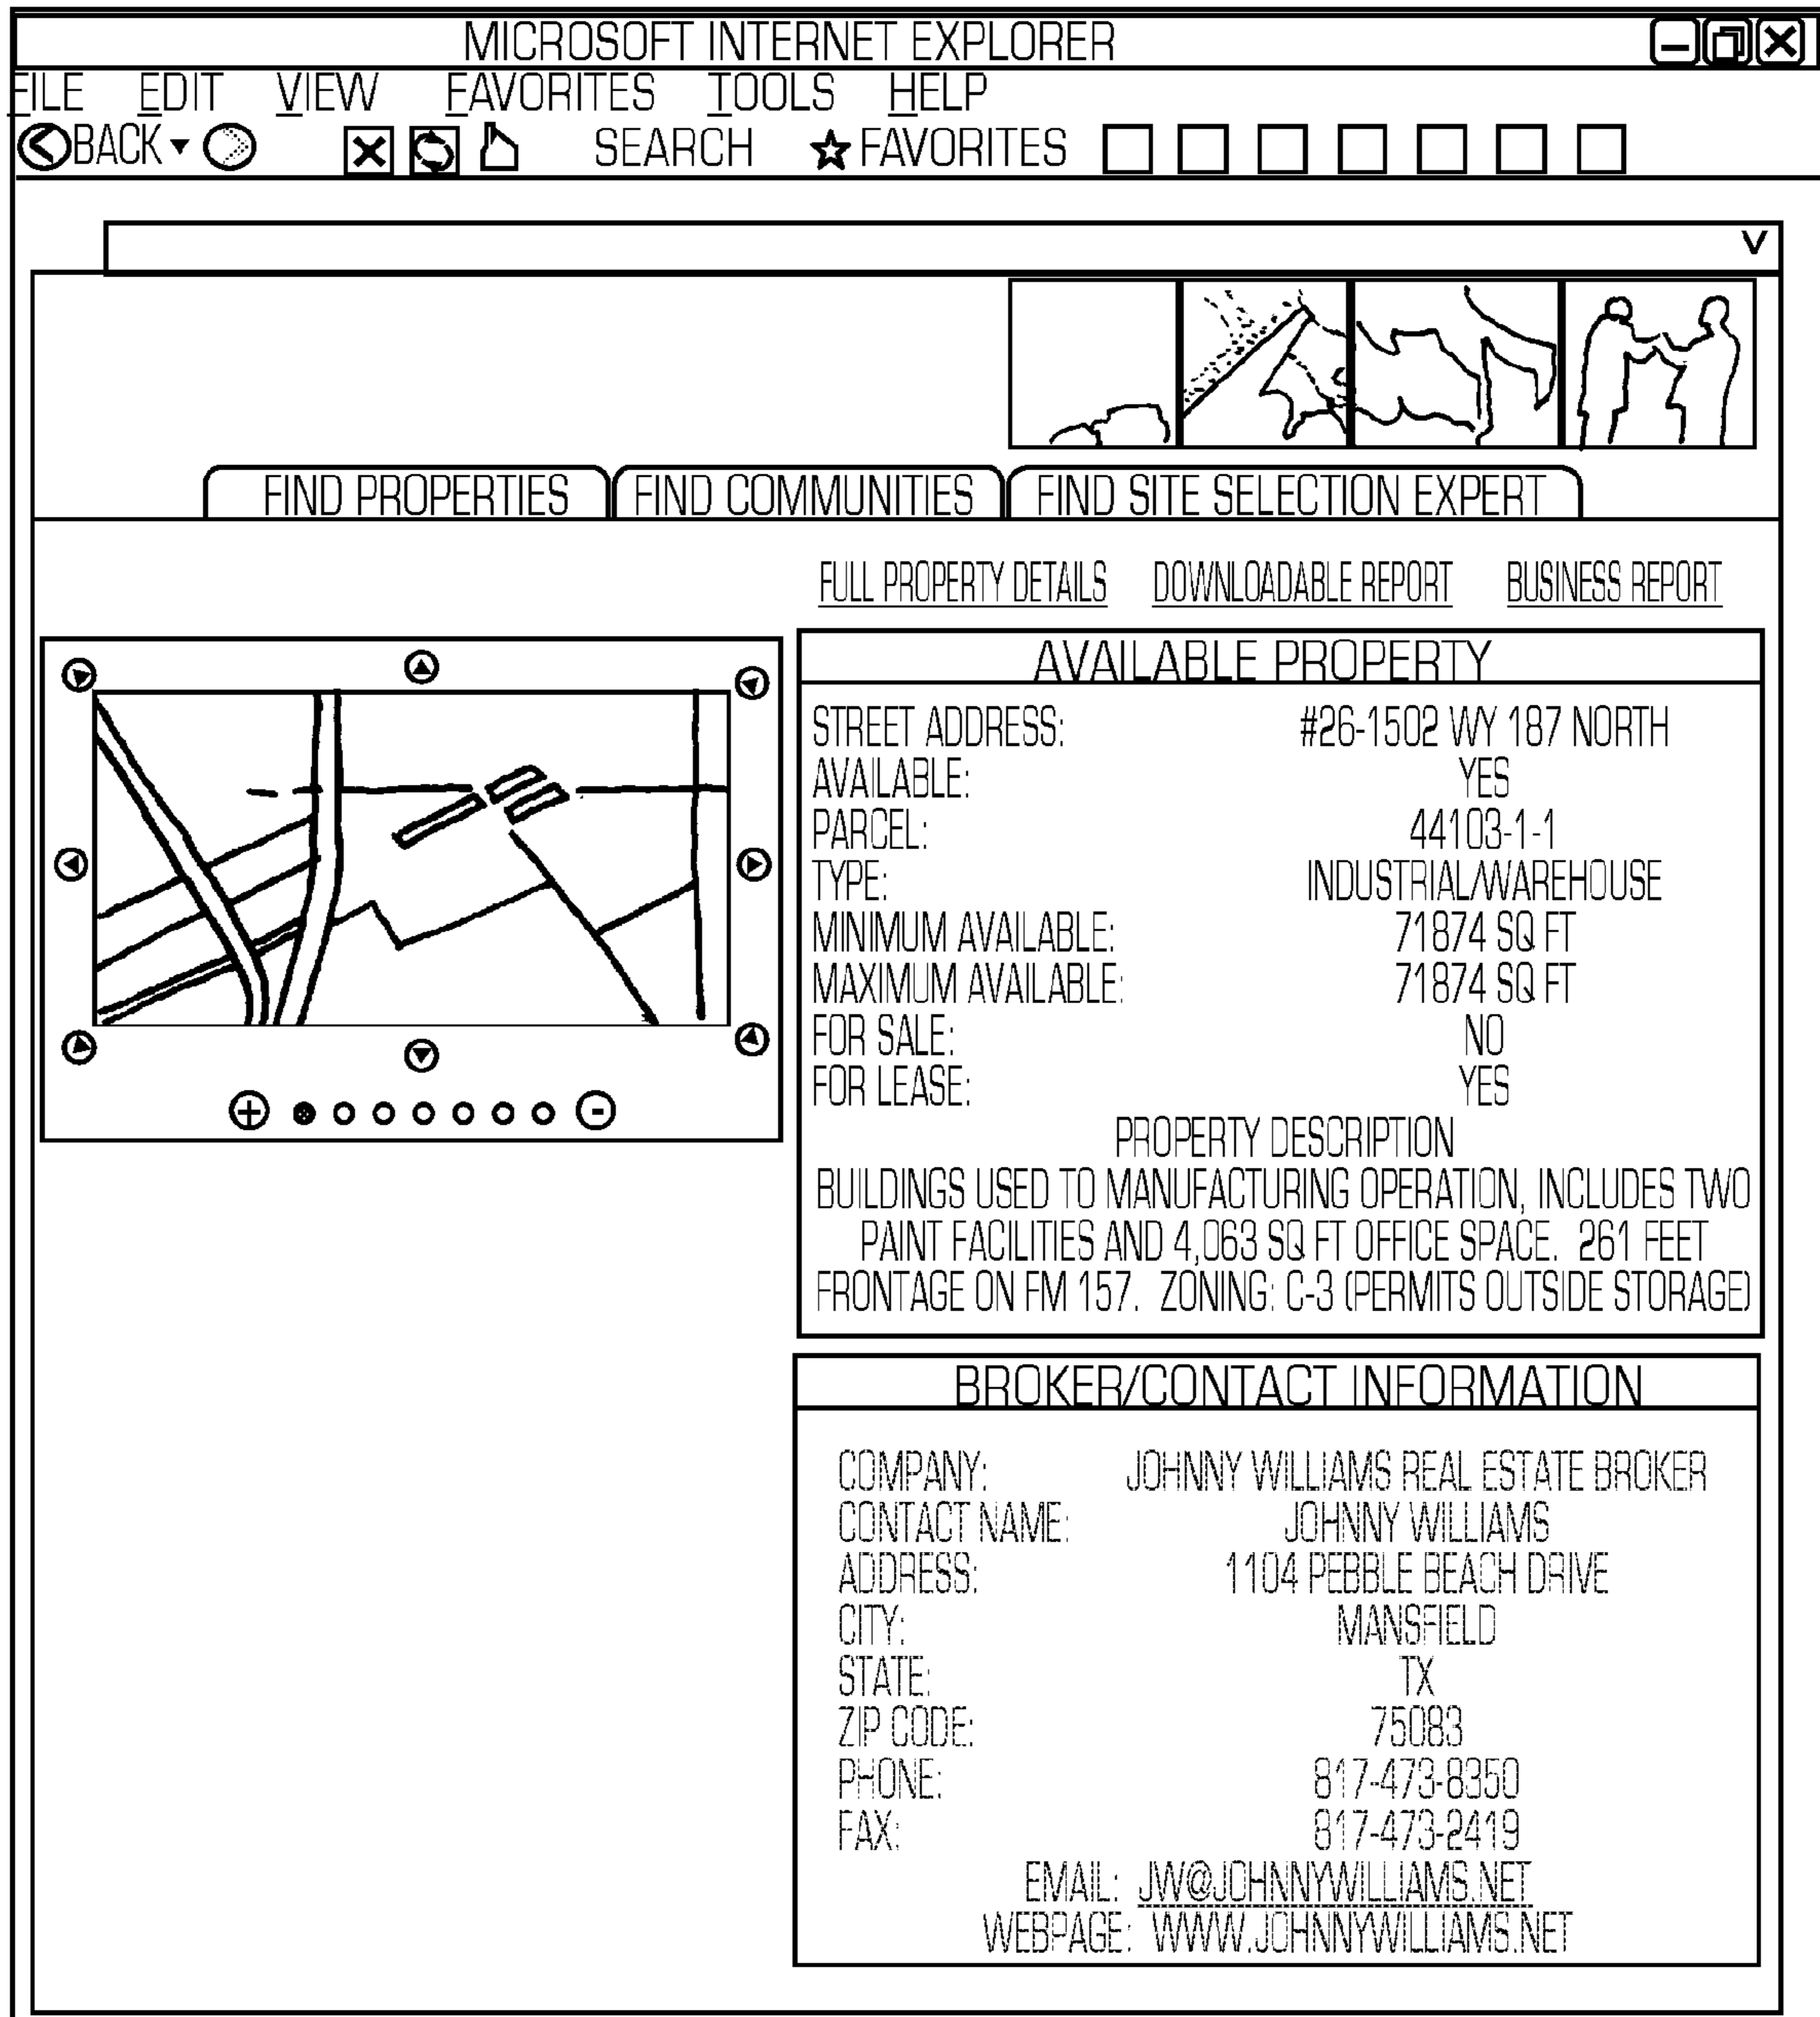 MICROSOFT INTERNET EXPLORER
FILE EDIT VIEW FAVORITES TOOLS HELP
BACK SEARCH FAVORITES
V
FIND PROPERTIES FIND COMMUNITIES FIND SITE SELECTION EXPERT
FULL PROPERTY DETAILS DOWNLOADABLE REPORT BUSINESS REPORT
AVAILABLE PROPERTY
STREET ADDRESS: #26-1502 WY 187 NORTH
AVAILABLE: YES
PARCEL: 44103-1-1
TYPE: INDUSTRIAL/WAREHOUSE
MINIMUM AVAILABLE: 71874 SQ FT
MAXIMUM AVAILABLE: 71874 SQ FT
FOR SALE: NO
FOR LEASE: YES
PROPERTY DESCRIPTION
BUILDINGS USED TO MANUFACTURING OPERATION, INCLUDES TWO
PAINT FACILITIES AND 4,063 SQ FT OFFICE SPACE. 261 FEET
FRONTAGE ON FM 157. ZONING: C-3 (PERMITS OUTSIDE STORAGE)
BROKER/CONTACT INFORMATION
COMPANY: JOHNNY WILLIAMS REAL ESTATE BROKER
CONTACT NAME: JOHNNY WILLIAMS
ADDRESS: 1104 PEBBLE BEACH DRIVE
CITY: MANSFIELD
STATE: TX
ZIP CODE: 75083
PHONE: 817-473-8350
FAX: 817-473-2419
EMAIL: JW@JOHNNYWILLIAMS.NET
WEBPAGE: WWW.JOHNNYWILLIAMS.NET